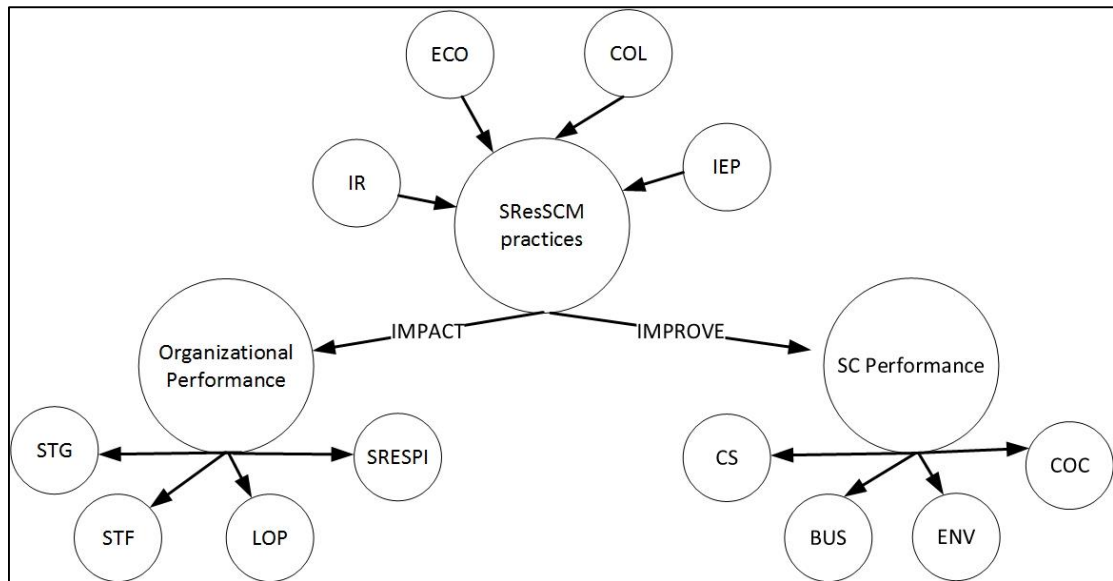 ECO
COL
IR
IEP
SResSCM
practices
IMPACT
IMPROVE
Organizational
Performance
SC Performance
STG
SRESPI
CS
COC
STF
LOP
BUS
ENV